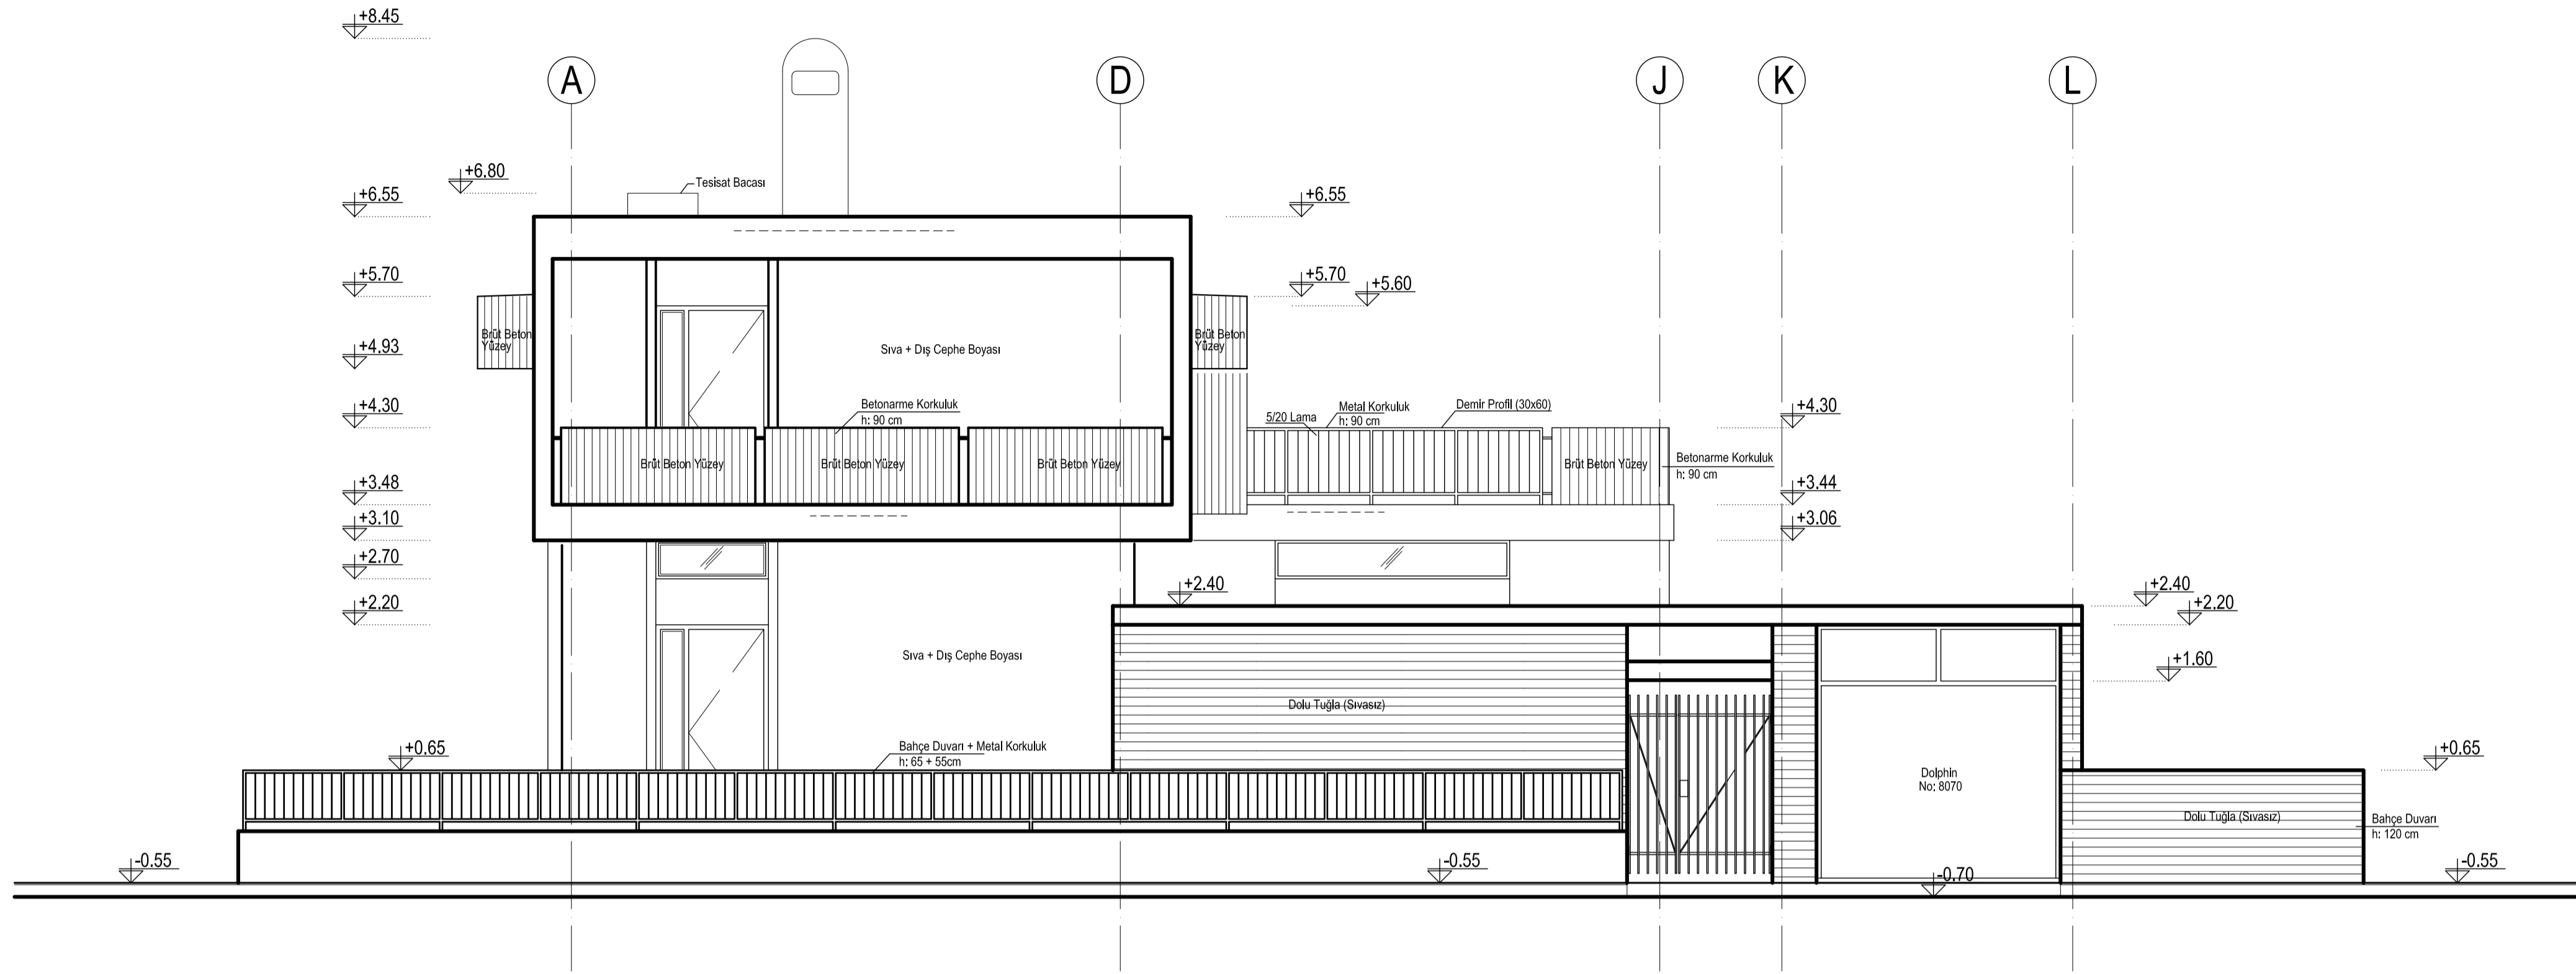 +8.45
A
D
J
K
L
+6.80
Tesisat Bacası
+6.55
+6.55
+5.70
+5.70
+5.60
Brüt Beton
Yüzey
Brüt Beton
Yüzey
+4.93
Sıva + Dış Cephe Boyası
+4.30
Betonarme Korkuluk
h: 90 cm
5/20 Lama
Metal Korkuluk
h: 90 cm
Demir Profil (30x60)
+4.30
Brüt Beton Yüzey
Brüt Beton Yüzey
Brüt Beton Yüzey
Brüt Beton Yüzey
Betonarme Korkuluk
h: 90 cm
+3.48
+3.44
+3.10
+3.06
+2.70
+2.40
+2.40
+2.20
+2.20
Sıva + Dış Cephe Boyası
+1.60
Dolu Tuğla (Sıvasız)
+0.65
Bahçe Duvarı + Metal Korkuluk
h: 65 + 55cm
+0.65
Dolphin
No: 8070
Dolu Tuğla (Sıvasız)
Bahçe Duvarı
h: 120 cm
-0.55
-0.55
-0.70
-0.55